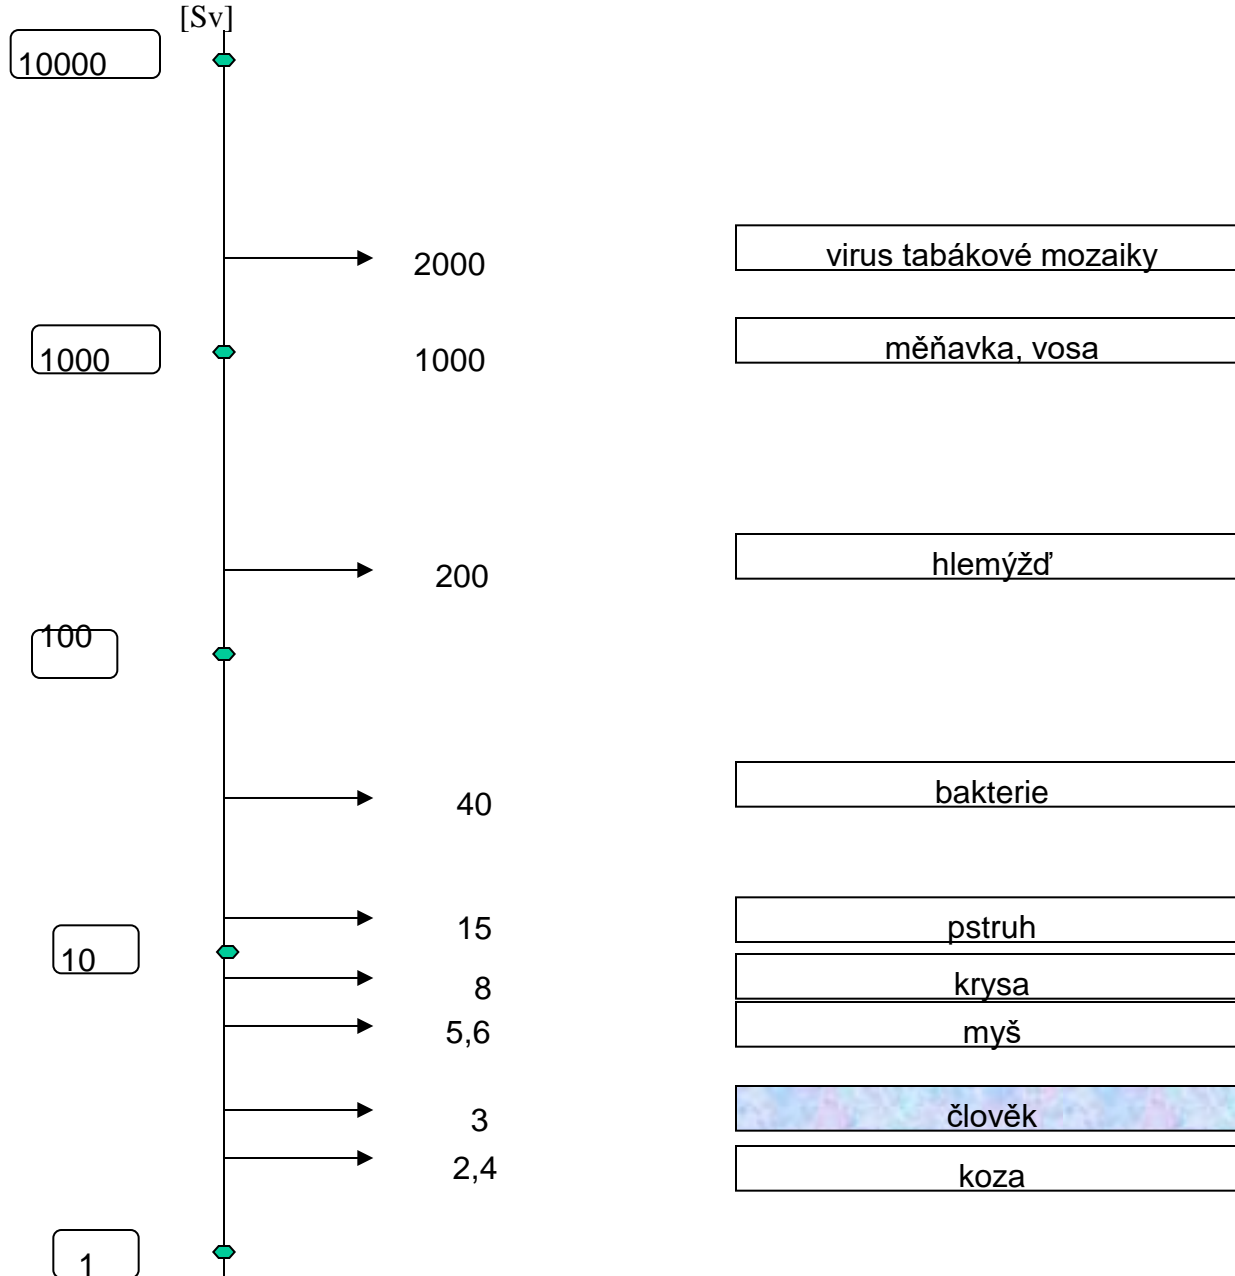 [Sv]
10000
2000 virus tabákové mozaiky
1000 1000 měňavka, vosa
200 hlemýžď
100
40 bakterie
15 pstruh
10
8 krysa
5,6 myš
3 člověk
2,4 koza
1